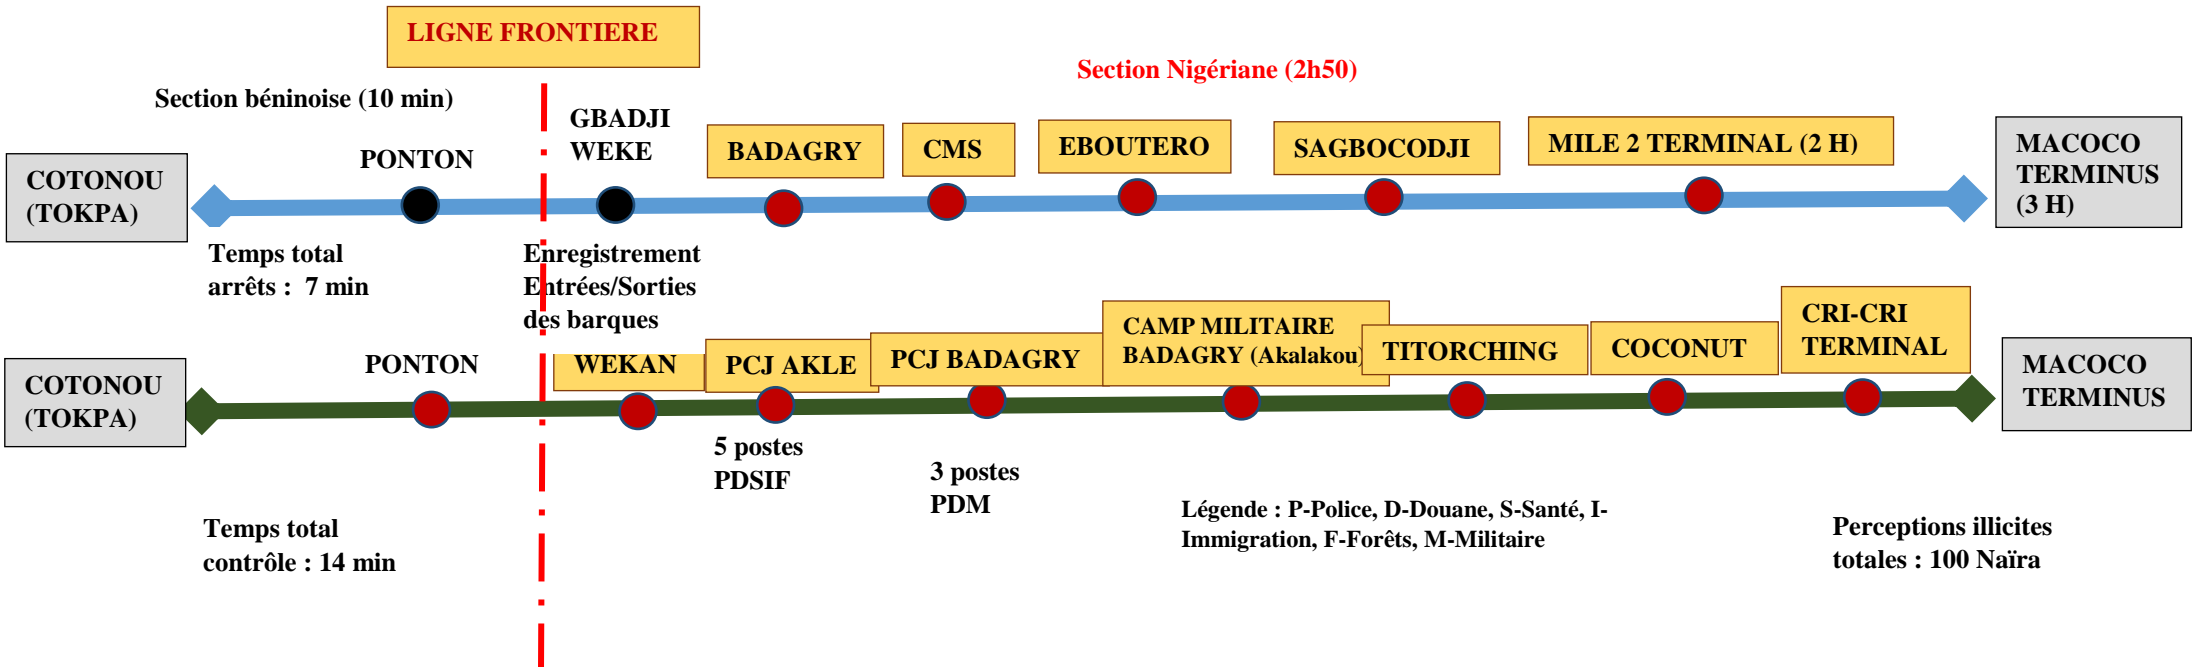 LIGNE FRONTIERE
Section Nigériane (2h50)
Section béninoise (10 min)
GBADJI
WEKE
PONTON
BADAGRY
CMS
EBOUTERO
SAGBOCODJI
MILE 2 TERMINAL (2 H)
COTONOU
(TOKPA)
MACOCO
TERMINUS
(3 H)
Temps total
arrêts : 7 min
Enregistrement
Entrées/Sorties
des barques
COTONOU
(TOKPA)
PONTON
WEKAN
PCJ AKLE
PCJ BADAGRY
CAMP MILITAIRE
BADAGRY (Akalakou)
TITORCHING
COCONUT
CRI-CRI
TERMINAL
MACOCO
TERMINUS
5 postes
PDSIF
3 postes
PDM
Temps total
contrôle : 14 min
Légende : P-Police, D-Douane, S-Santé, I-
Immigration, F-Forêts, M-Militaire
Perceptions illicites
totales : 100 Naïra